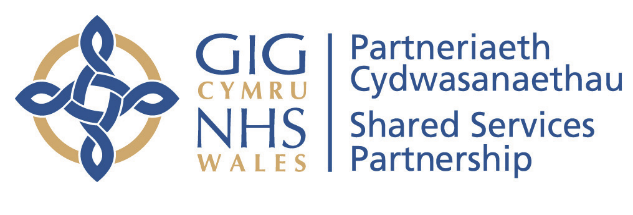 GIG
CYMRU
NHS
WALES
Partneriaeth
Cydwasanaethau
Shared Services
Partnership